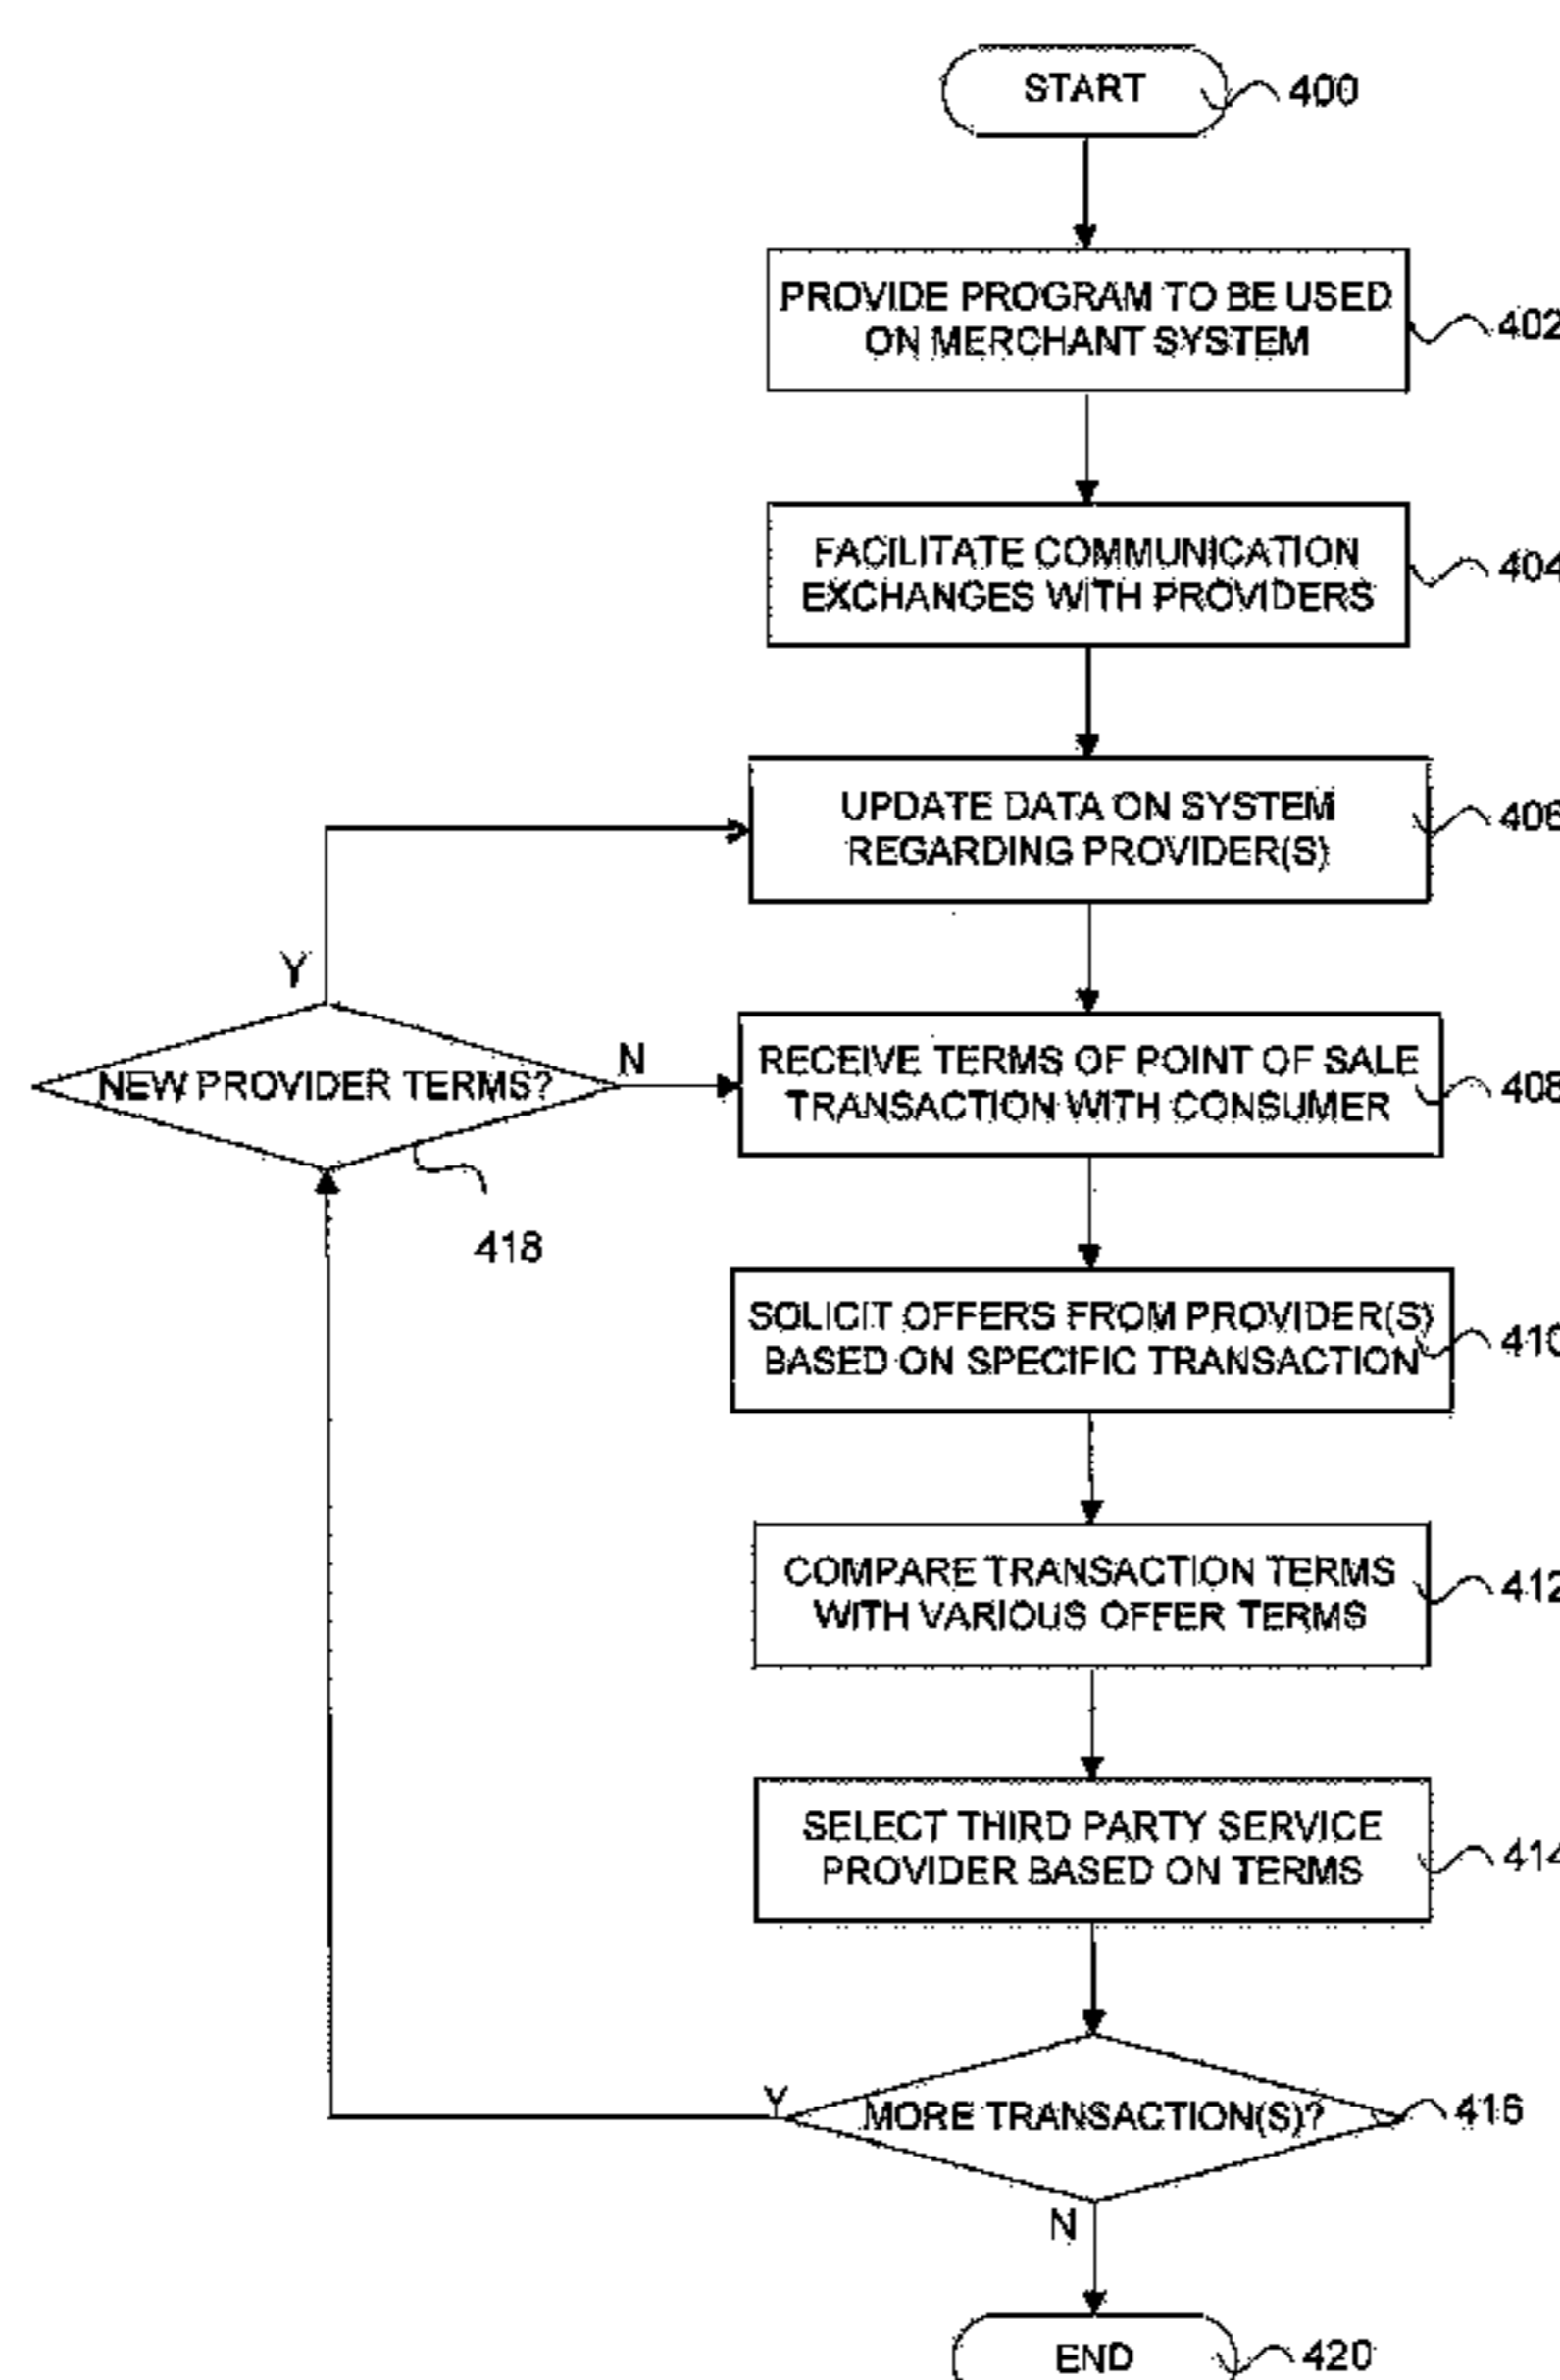 START
400
PROVIDE PROGRAM TO BE USED
ON MERCHANT SYSTEM
402
FACILITATE COMMUNICATION
EXCHANGES WITH PROVIDERS
404
UPDATE DATA ON SYSTEM
REGARDING PROVIDER(S)
406
Y
NEW PROVIDER TERMS?
N
418
RECEIVE TERMS OF POINT OF SALE
TRANSACTION WITH CONSUMER
408
SOLICIT OFFERS FROM PROVIDER(S)
BASED ON SPECIFIC TRANSACTION
410
COMPARE TRANSACTION TERMS
WITH VARIOUS OFFER TERMS
412
SELECT THIRD PARTY SERVICE
PROVIDER BASED ON TERMS
414
Y
MORE TRANSACTION(S)?
416
N
END
420